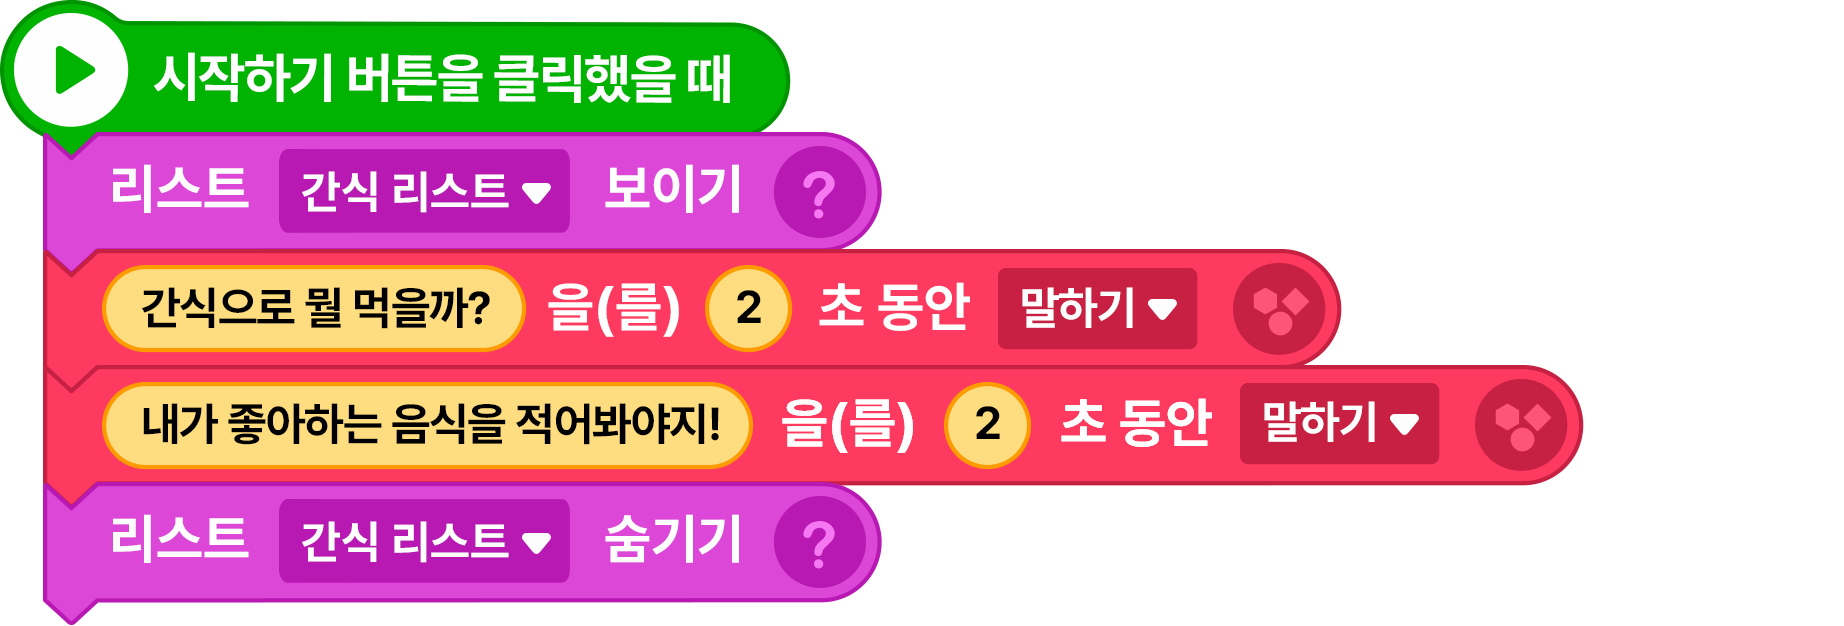 시작하기 버튼을 클릭했을 때
리스트 간식 리스트 보이기 ?
간식으로 뭘 먹을까? 을(를) 2 초 동안 말하기
내가 좋아하는 음식을 적어봐야지! 을(를) 2 초 동안 말하기
리스트 간식 리스트 숨기기 ?